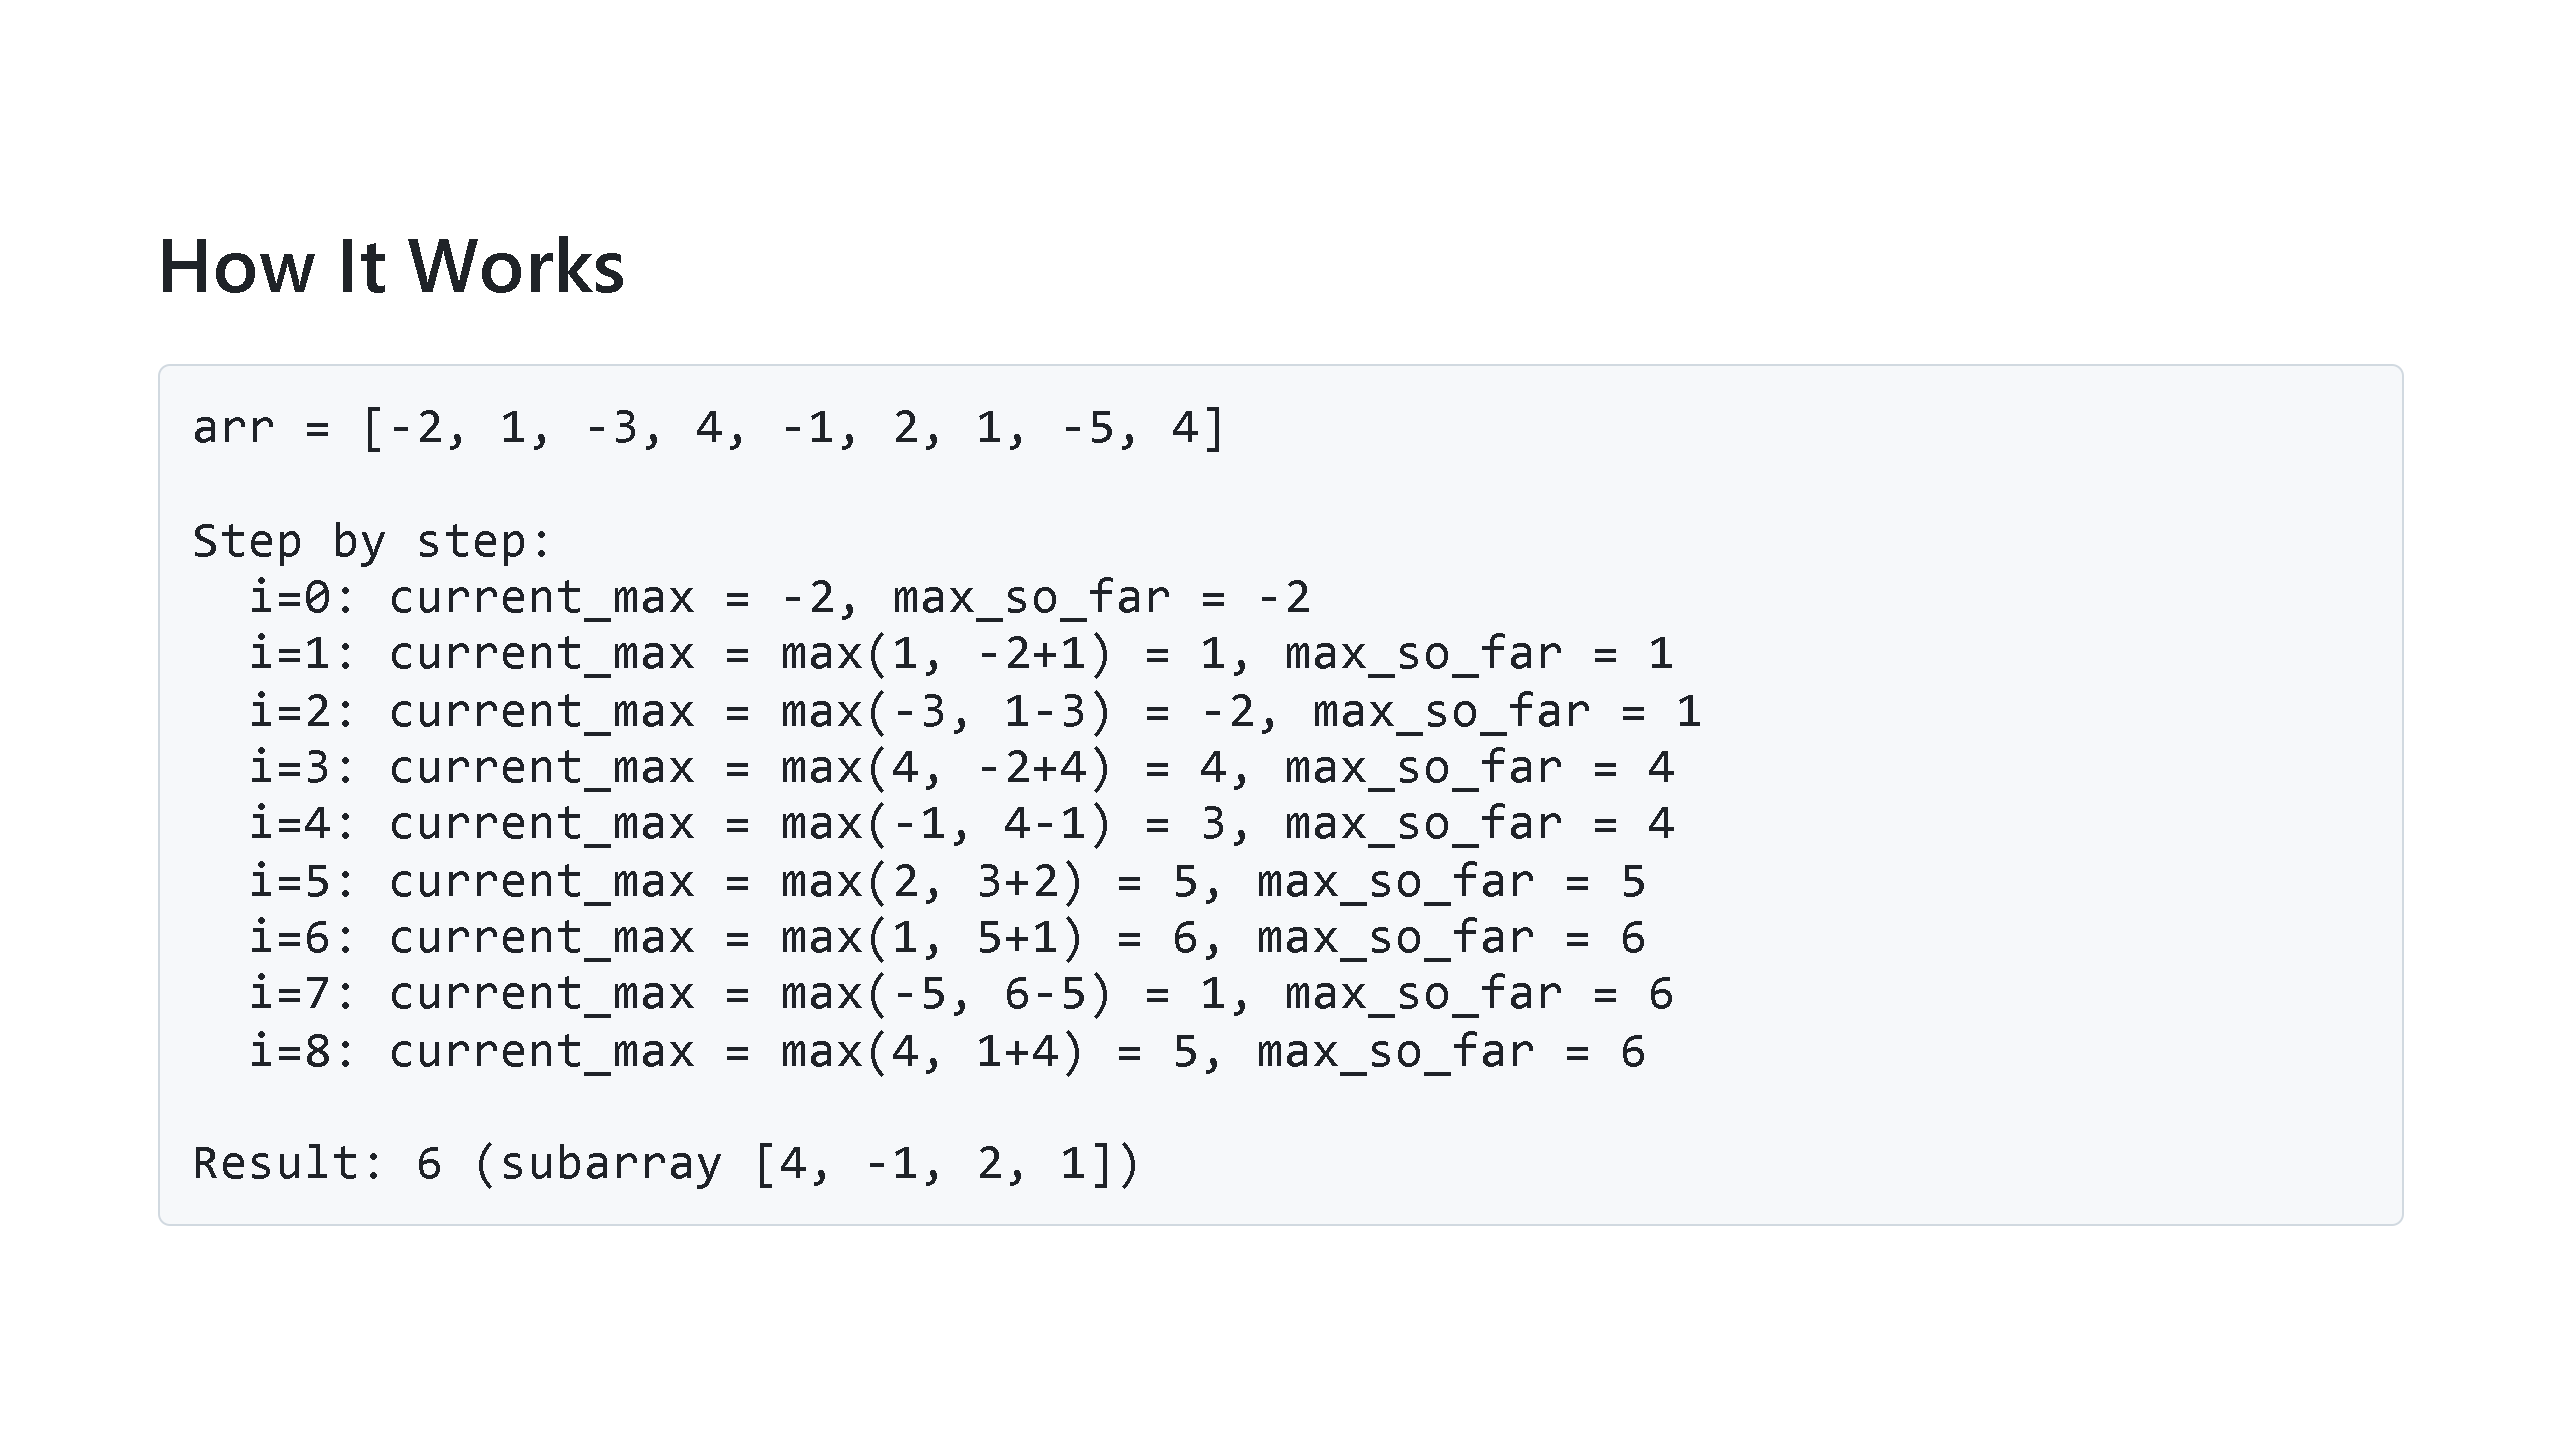 How It Works
arr = [-2, 1, -3, 4, -1, 2, 1, -5, 4]
Step by step:
  i=0: current_max = -2, max_so_far = -2
  i=1: current_max = max(1, -2+1) = 1, max_so_far = 1
  i=2: current_max = max(-3, 1-3) = -2, max_so_far = 1
  i=3: current_max = max(4, -2+4) = 4, max_so_far = 4
  i=4: current_max = max(-1, 4-1) = 3, max_so_far = 4
  i=5: current_max = max(2, 3+2) = 5, max_so_far = 5
  i=6: current_max = max(1, 5+1) = 6, max_so_far = 6
  i=7: current_max = max(-5, 6-5) = 1, max_so_far = 6
  i=8: current_max = max(4, 1+4) = 5, max_so_far = 6
Result: 6 (subarray [4, -1, 2, 1])